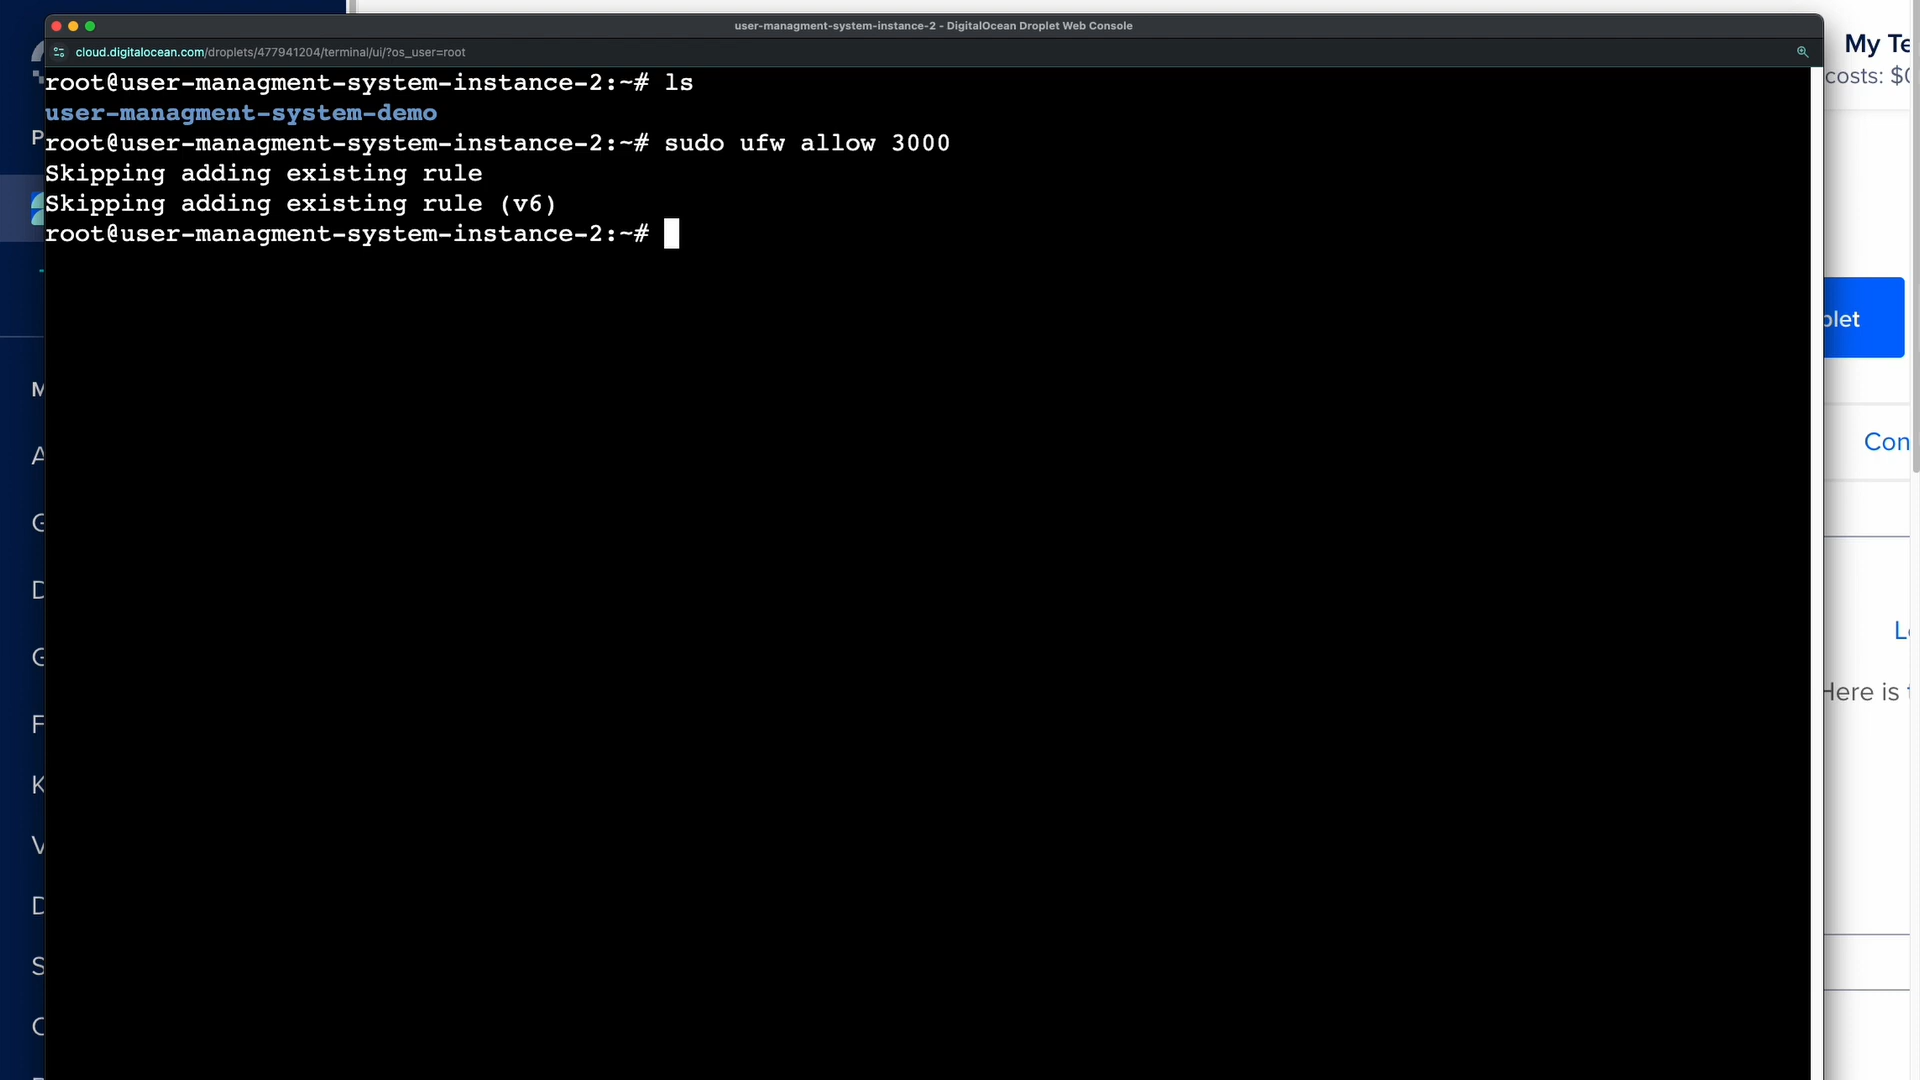 user-managment-system-instance-2 - DigitalOcean Droplet Web Console
cloud.digitalocean.com/droplets/477941204/terminal/ui/?os_user=root
root@user-managment-system-instance-2:~# ls
user-managment-system-demo
root@user-managment-system-instance-2:~# sudo ufw allow 3000
Skipping adding existing rule
Skipping adding existing rule (v6)
root@user-managment-system-instance-2:~#
My Te
costs: $0
plet
Con
Here is